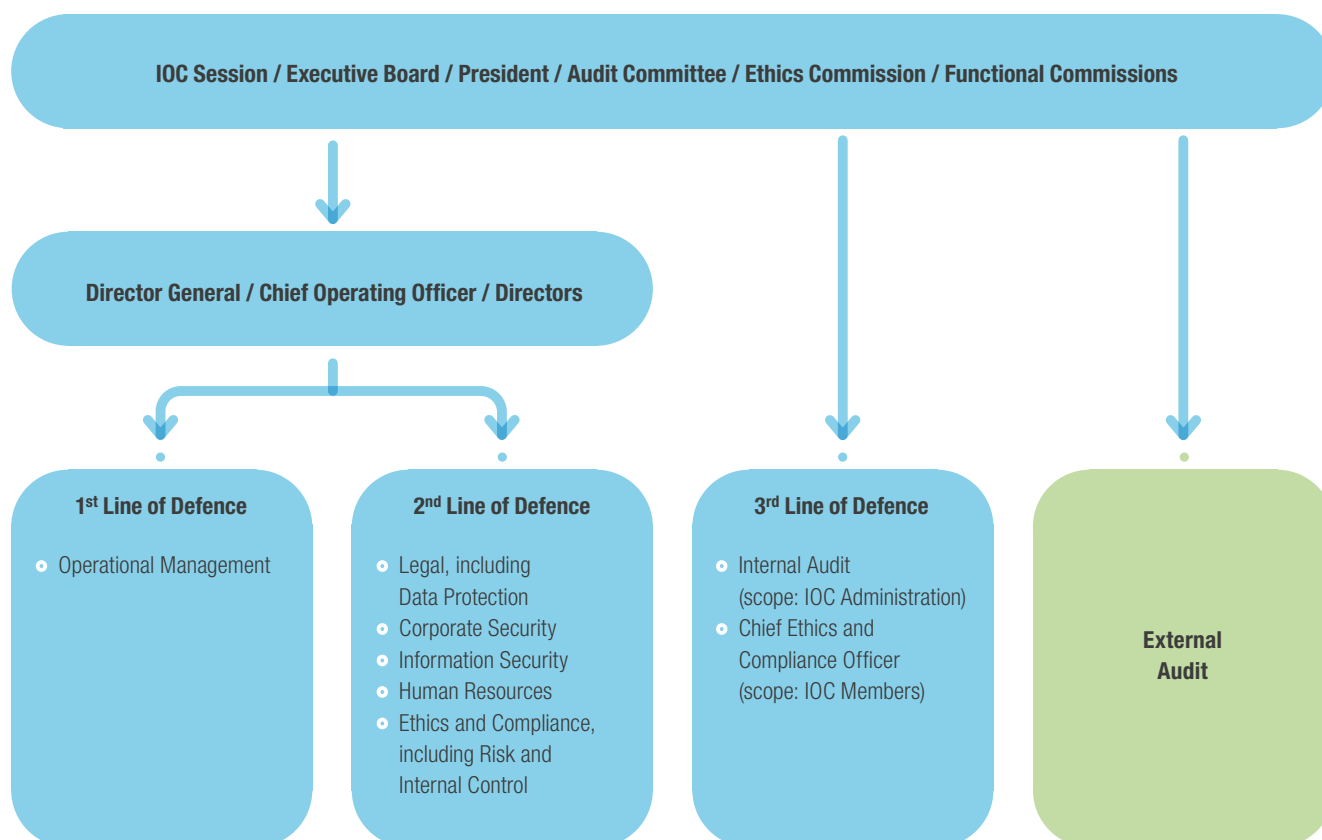 IOC Session / Executive Board / President / Audit Committee / Ethics Commission / Functional Commissions
Director General / Chief Operating Officer / Directors
1st Line of Defence
Operational Management
2nd Line of Defence
Legal, including
Data Protection
Corporate Security
Information Security
Human Resources
Ethics and Compliance,
including Risk and
Internal Control
3rd Line of Defence
Internal Audit
(scope: IOC Administration)
Chief Ethics and
Compliance Officer
(scope: IOC Members)
External
Audit